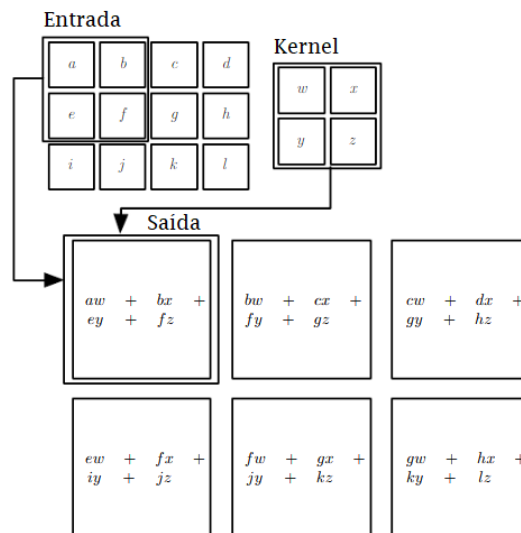 Entrada
Kernel
a b c d
w x
e f g h
y z
i j k l
Saída
aw + bx +
ey + fz
bw + cx +
fy + gz
cw + dx +
gy + hz
ew + fx +
iy + jz
fw + gx +
jy + kz
gw + hx +
ky + lz